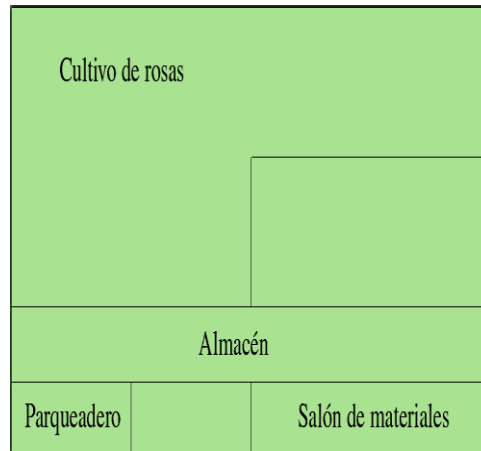 Cultivo de rosas
Almacén
Parqueadero
Salón de materiales